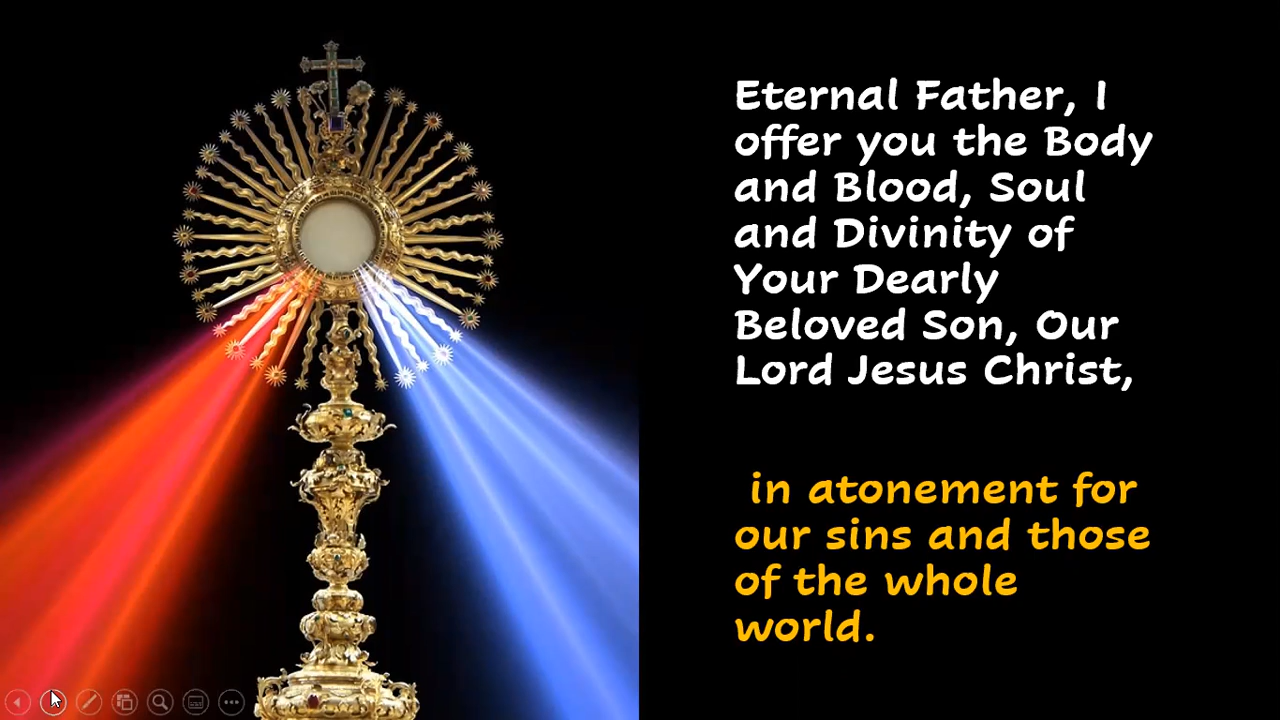 Eternal Father, I
offer you the Body
and Blood, Soul
and Divinity of
Your Dearly
Beloved Son, Our
Lord Jesus Christ,
in atonement for
our sins and those
of the whole
world.